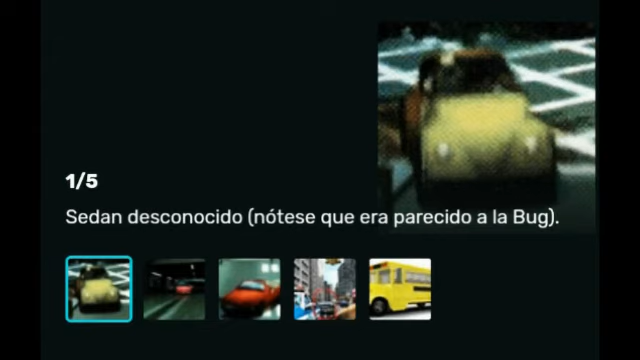 1/5
Sedan desconocido (nótese que era parecido a la Bug).